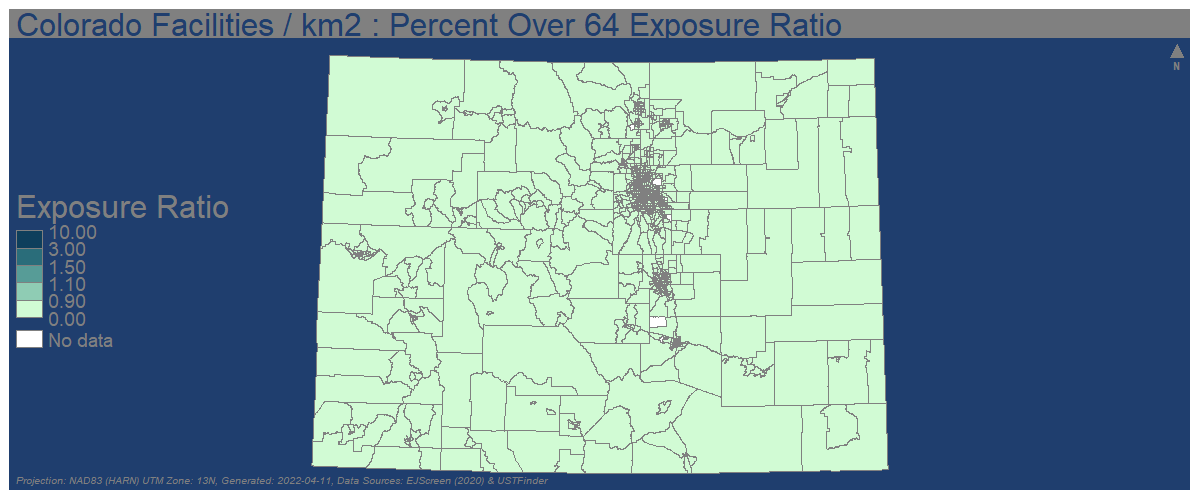 Colorado Facilities / km2 : Percent Over 64 Exposure Ratio
N
Exposure Ratio
10.00
3.00
1.50
1.10
0.90
0.00
No data
Projection: NAD83 (HARN) UTM Zone: 13N, Generated: 2022-04-11, Data Sources: EJScreen (2020) & USTFinder